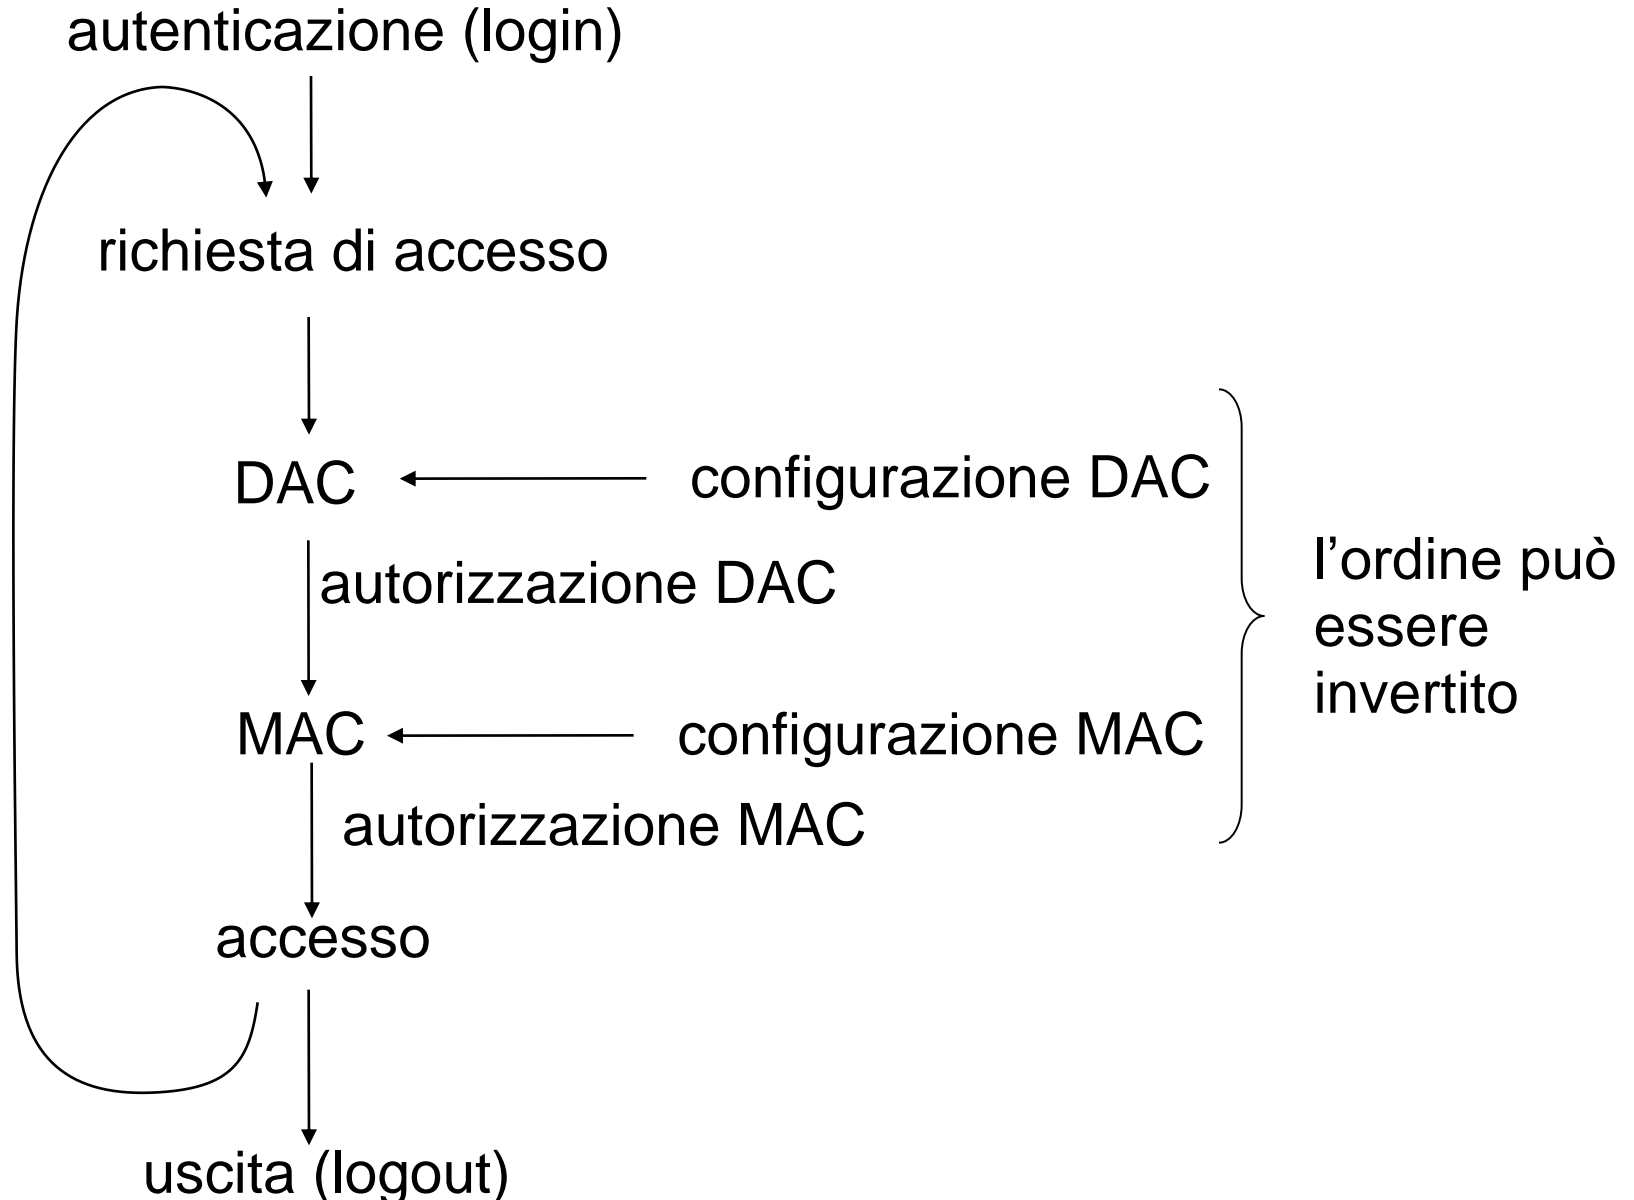 autenticazione (login)
richiesta di accesso
DAC
configurazione DAC
autorizzazione DAC
MAC
configurazione MAC
autorizzazione MAC
l’ordine può
essere
invertito
accesso
uscita (logout)